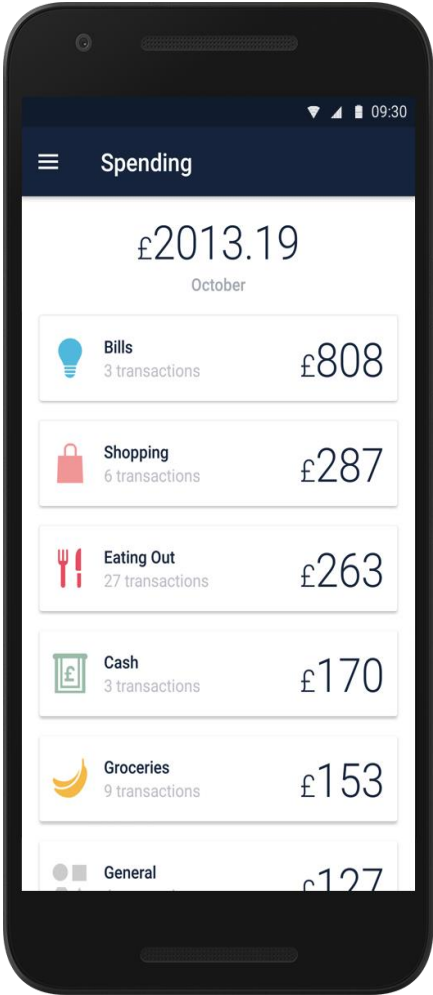 09:30
Spending
£2013.19
October
Bills
3 transactions
£808
Shopping
6 transactions
£287
Eating Out
27 transactions
£263
Cash
3 transactions
£170
Groceries
9 transactions
£153
General
£127